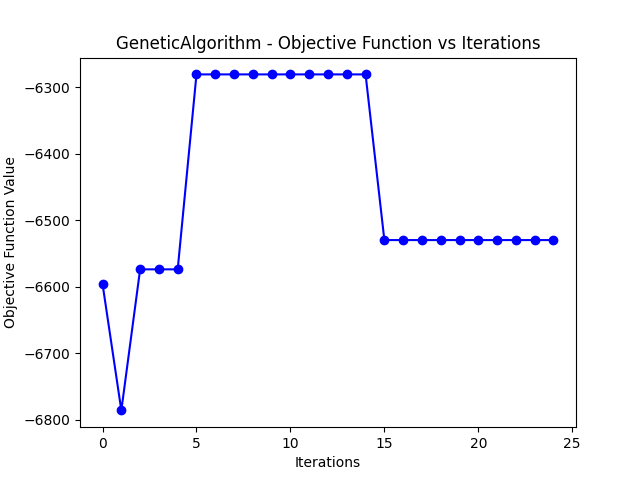 GeneticAlgorithm - Objective Function vs Iterations
Objective Function Value
−6300
−6400
−6500
−6600
−6700
−6800
0 5 10 15 20 25
Iterations